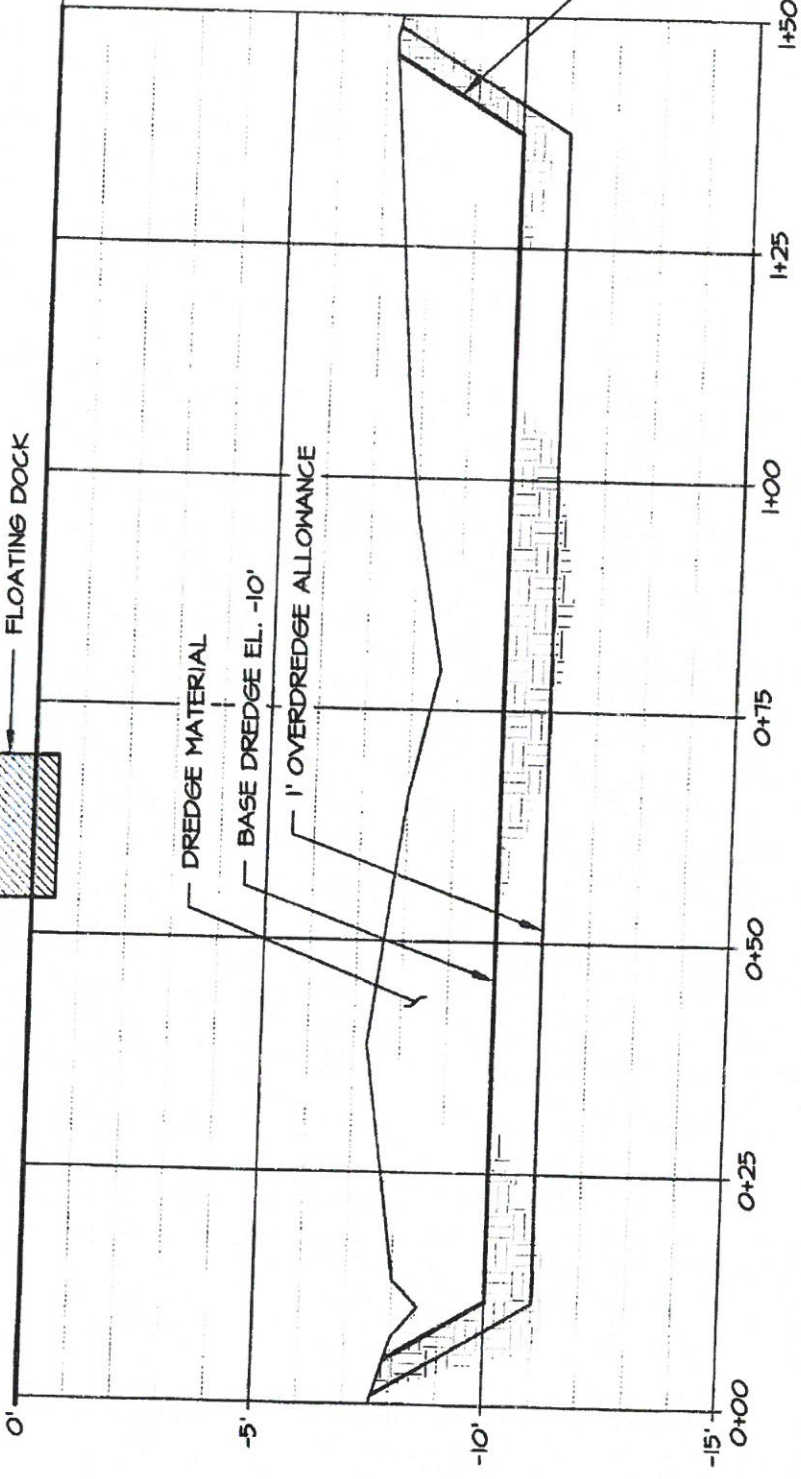 FLOATING DOCK
DREDGE MATERIAL
BASE DREDGE EL. -10'
1' OVERDREDGE ALLOWANCE
0'
-5'
-10'
-15'
0+00
0+25
0+50
0+75
1+00
1+25
1+50